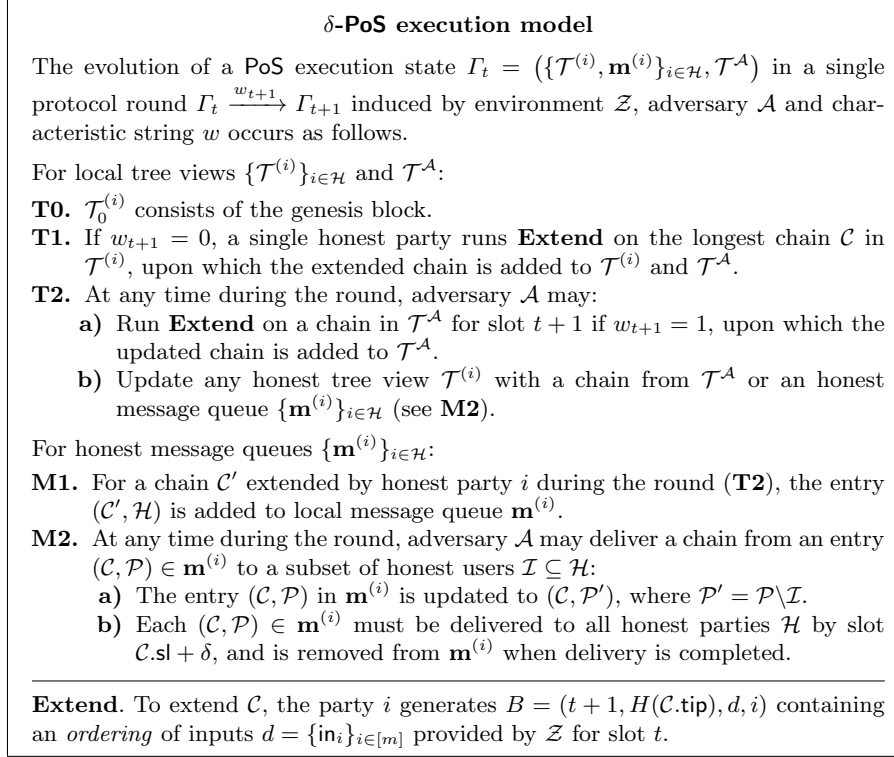 δ-PoS execution model
The evolution of a PoS execution state Γ_t = ({𝒯^(i), m^(i)}_{i∈ℋ}, 𝒯^𝒜) in a single
protocol round Γ_t —w_{t+1}→ Γ_{t+1} induced by environment 𝒵, adversary 𝒜 and char-
acteristic string w occurs as follows.
For local tree views {𝒯^(i)}_{i∈ℋ} and 𝒯^𝒜:
T0. 𝒯_0^(i) consists of the genesis block.
T1. If w_{t+1} = 0, a single honest party runs Extend on the longest chain 𝒞 in
𝒯^(i), upon which the extended chain is added to 𝒯^(i) and 𝒯^𝒜.
T2. At any time during the round, adversary 𝒜 may:
a) Run Extend on a chain in 𝒯^𝒜 for slot t + 1 if w_{t+1} = 1, upon which the
updated chain is added to 𝒯^𝒜.
b) Update any honest tree view 𝒯^(i) with a chain from 𝒯^𝒜 or an honest
message queue {m^(i)}_{i∈ℋ} (see M2).
For honest message queues {m^(i)}_{i∈ℋ}:
M1. For a chain 𝒞′ extended by honest party i during the round (T2), the entry
(𝒞′, ℋ) is added to local message queue m^(i).
M2. At any time during the round, adversary 𝒜 may deliver a chain from an entry
(𝒞, 𝒫) ∈ m^(i) to a subset of honest users ℐ ⊆ ℋ:
a) The entry (𝒞, 𝒫) in m^(i) is updated to (𝒞, 𝒫′), where 𝒫′ = 𝒫\ℐ.
b) Each (𝒞, 𝒫) ∈ m^(i) must be delivered to all honest parties ℋ by slot
𝒞.sl + δ, and is removed from m^(i) when delivery is completed.
Extend. To extend 𝒞, the party i generates B = (t + 1, H(𝒞.tip), d, i) containing
an ordering of inputs d = {in_i}_{i∈[m]} provided by 𝒵 for slot t.